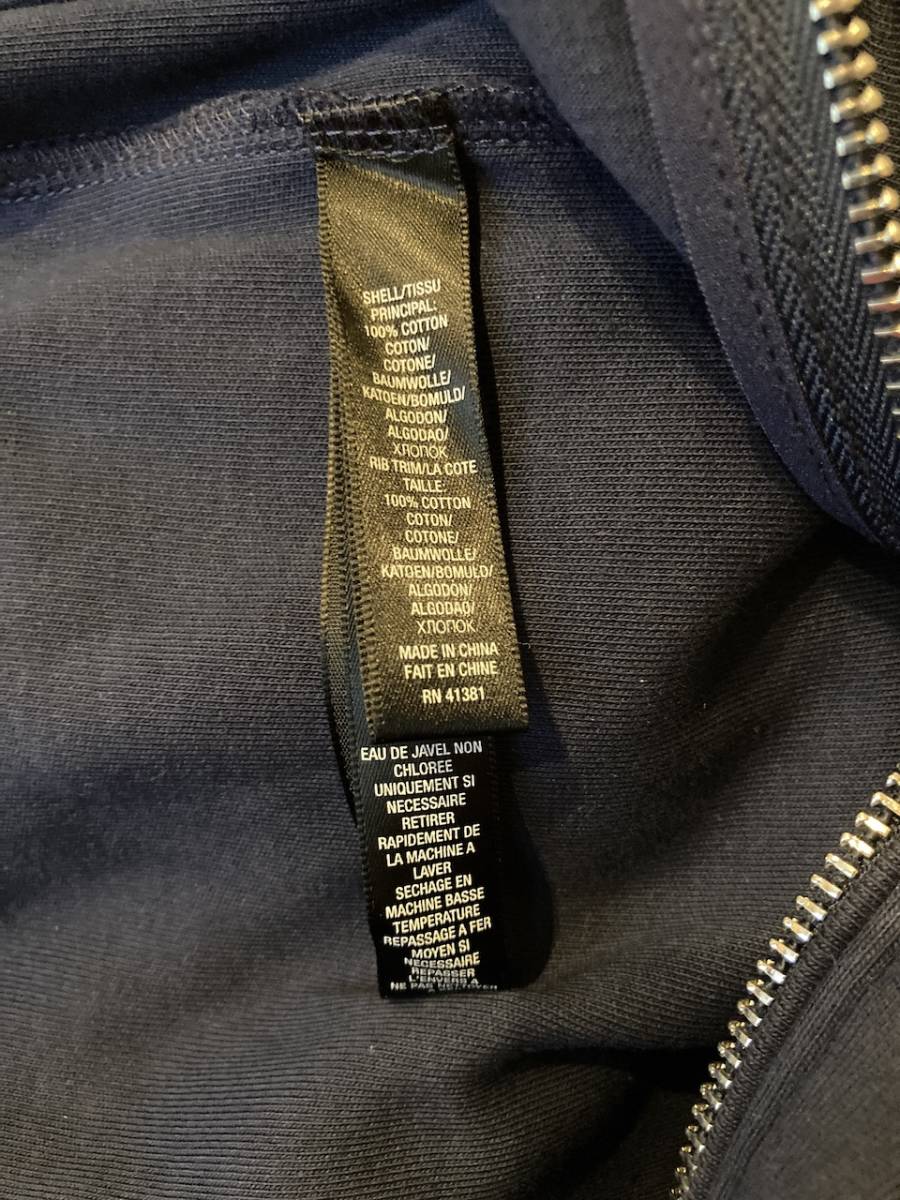 SHELL/TISSU
PRINCIPAL:
100% COTTON
COTON/
COTONE/
BAUMWOLLE/
KATOEN/BOMULD/
ALGODON/
ALGODAO/
ХЛОПОК
RIB TRIM/LA COTE
TAILLE:
100% COTTON
COTON/
COTONE/
BAUMWOLLE/
KATOEN/BOMULD/
ALGODON/
ALGODAO/
ХЛОПОК
MADE IN CHINA
FAIT EN CHINE
RN 41381
EAU DE JAVEL NON
CHLOREE
UNIQUEMENT SI
NECESSAIRE
RETIRER
RAPIDEMENT DE
LA MACHINE A
LAVER
SECHAGE EN
MACHINE BASSE
TEMPERATURE
REPASSAGE A FER
MOYEN SI
NECESSAIRE
REPASSER
L'ENVERS A
NE PAS NETTOYER